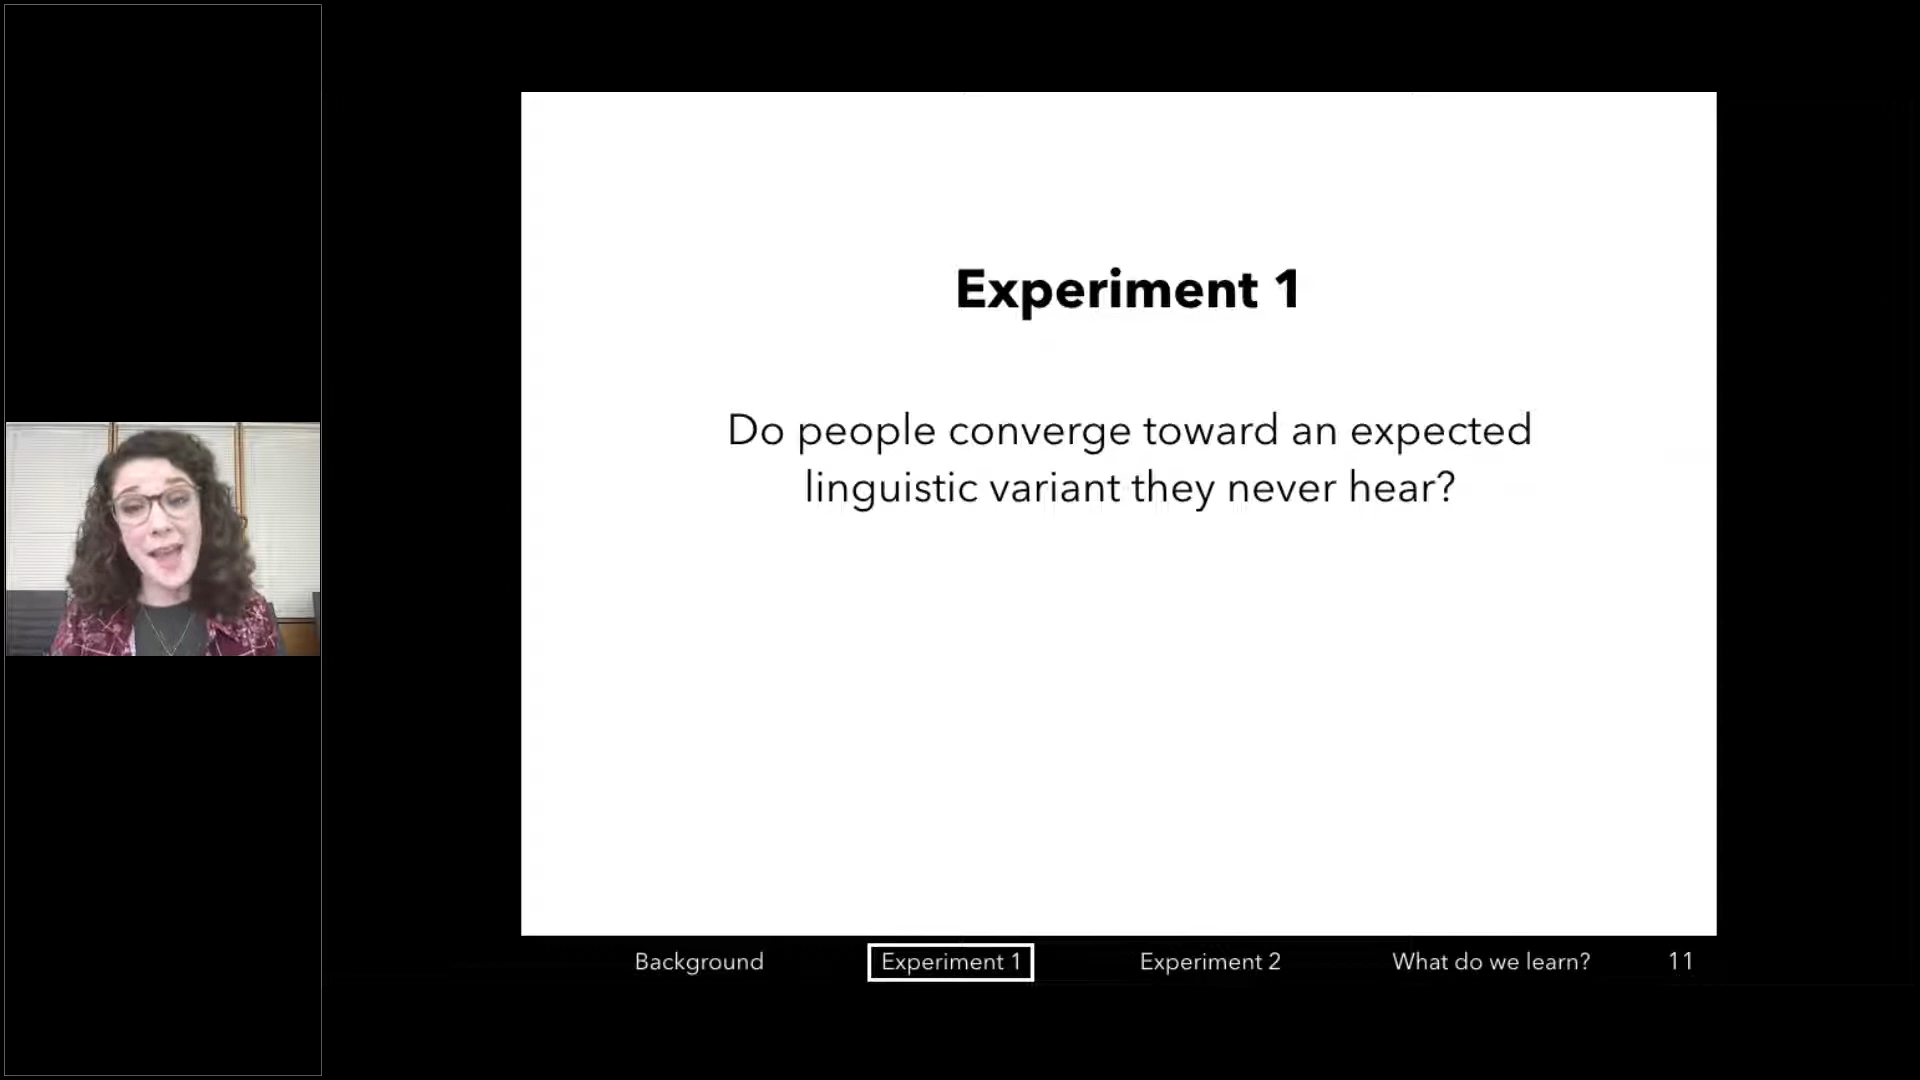 Experiment 1
Do people converge toward an expected
linguistic variant they never hear?
Background Experiment 1 Experiment 2 What do we learn? 11